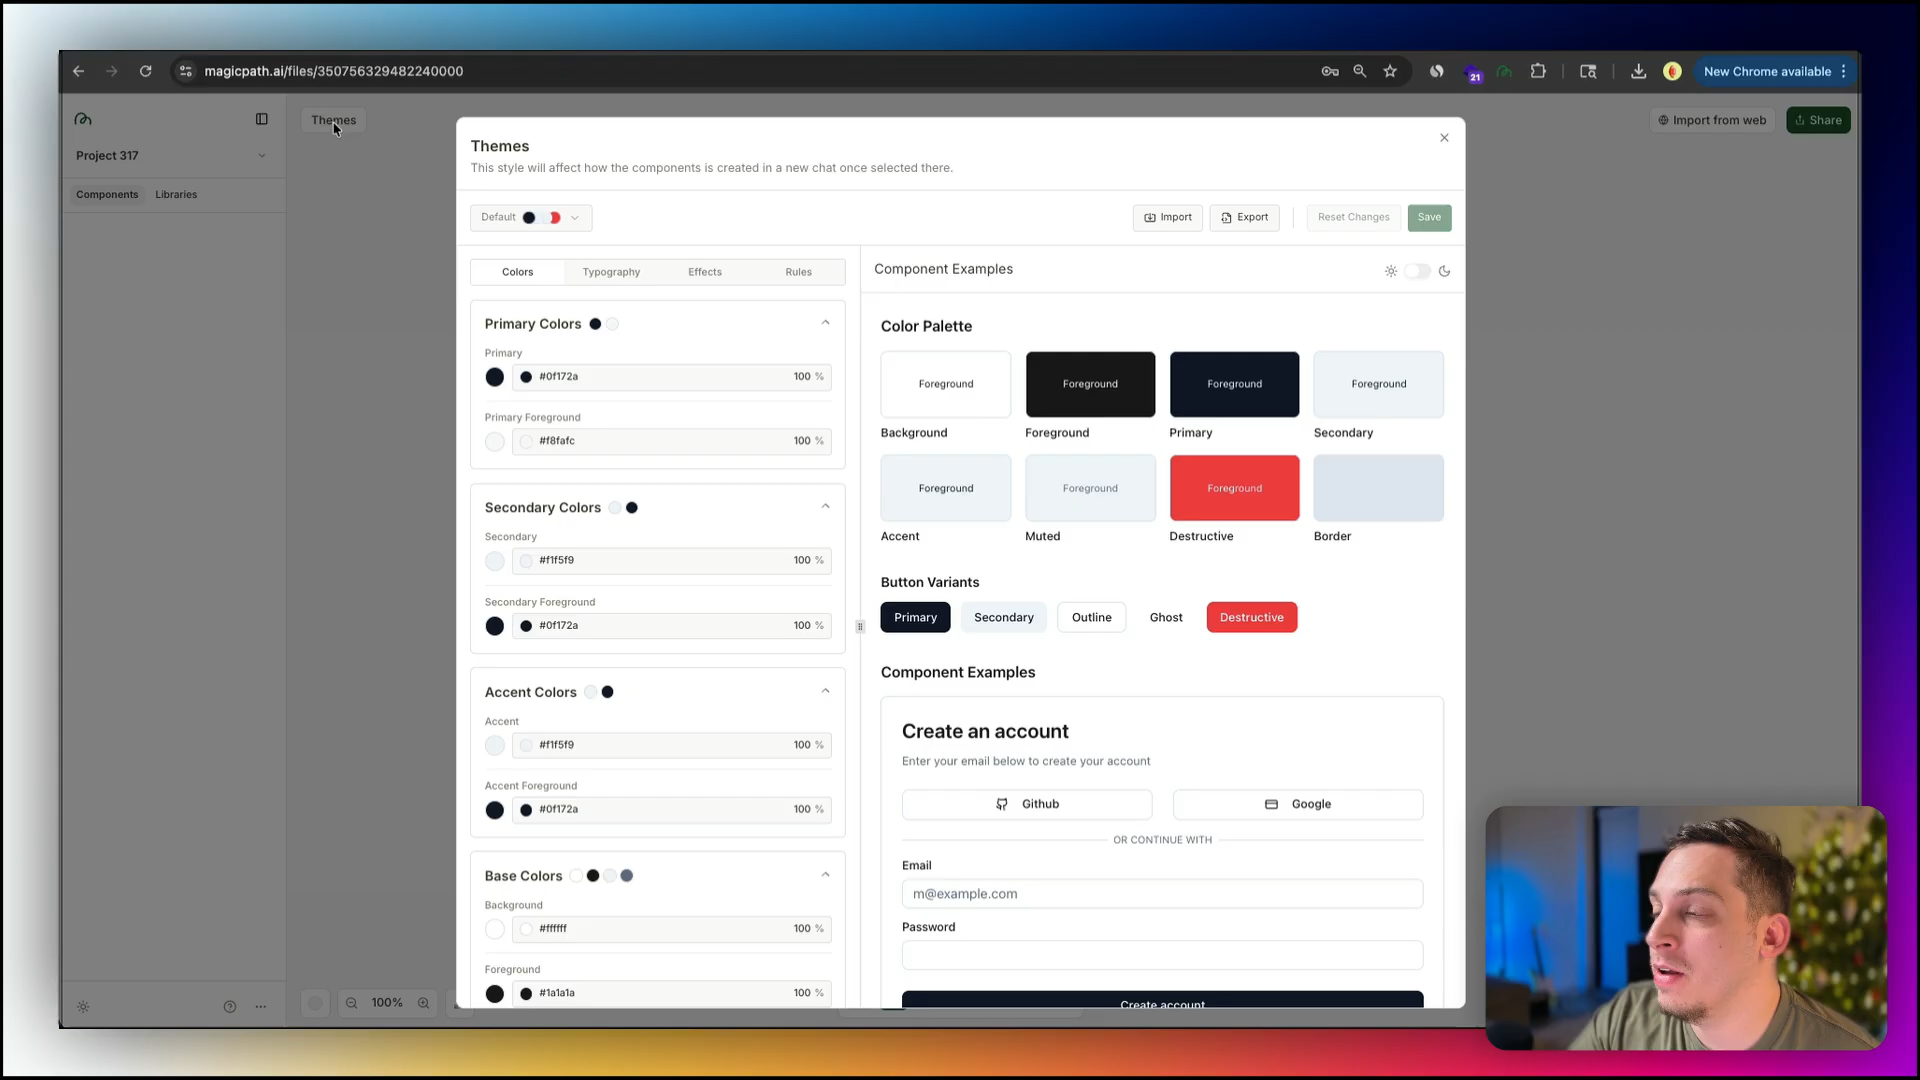 magicpath.ai/files/350756329482240000
21
New Chrome available
Themes
Import from web
Share
Project 317
Components
Libraries
100%
Themes
This style will affect how the components is created in a new chat once selected there.
Default
Import
Export
Reset Changes
Save
Colors
Typography
Effects
Rules
Primary Colors
Primary
#0f172a
100 %
Primary Foreground
#f8fafc
100 %
Secondary Colors
Secondary
#f1f5f9
100 %
Secondary Foreground
#0f172a
100 %
Accent Colors
Accent
#f1f5f9
100 %
Accent Foreground
#0f172a
100 %
Base Colors
Background
#ffffff
100 %
Foreground
#1a1a1a
100 %
Component Examples
Color Palette
Foreground
Foreground
Foreground
Foreground
Background
Foreground
Primary
Secondary
Foreground
Foreground
Foreground
Accent
Muted
Destructive
Border
Button Variants
Primary
Secondary
Outline
Ghost
Destructive
Component Examples
Create an account
Enter your email below to create your account
Github
Google
OR CONTINUE WITH
Email
m@example.com
Password
Create account